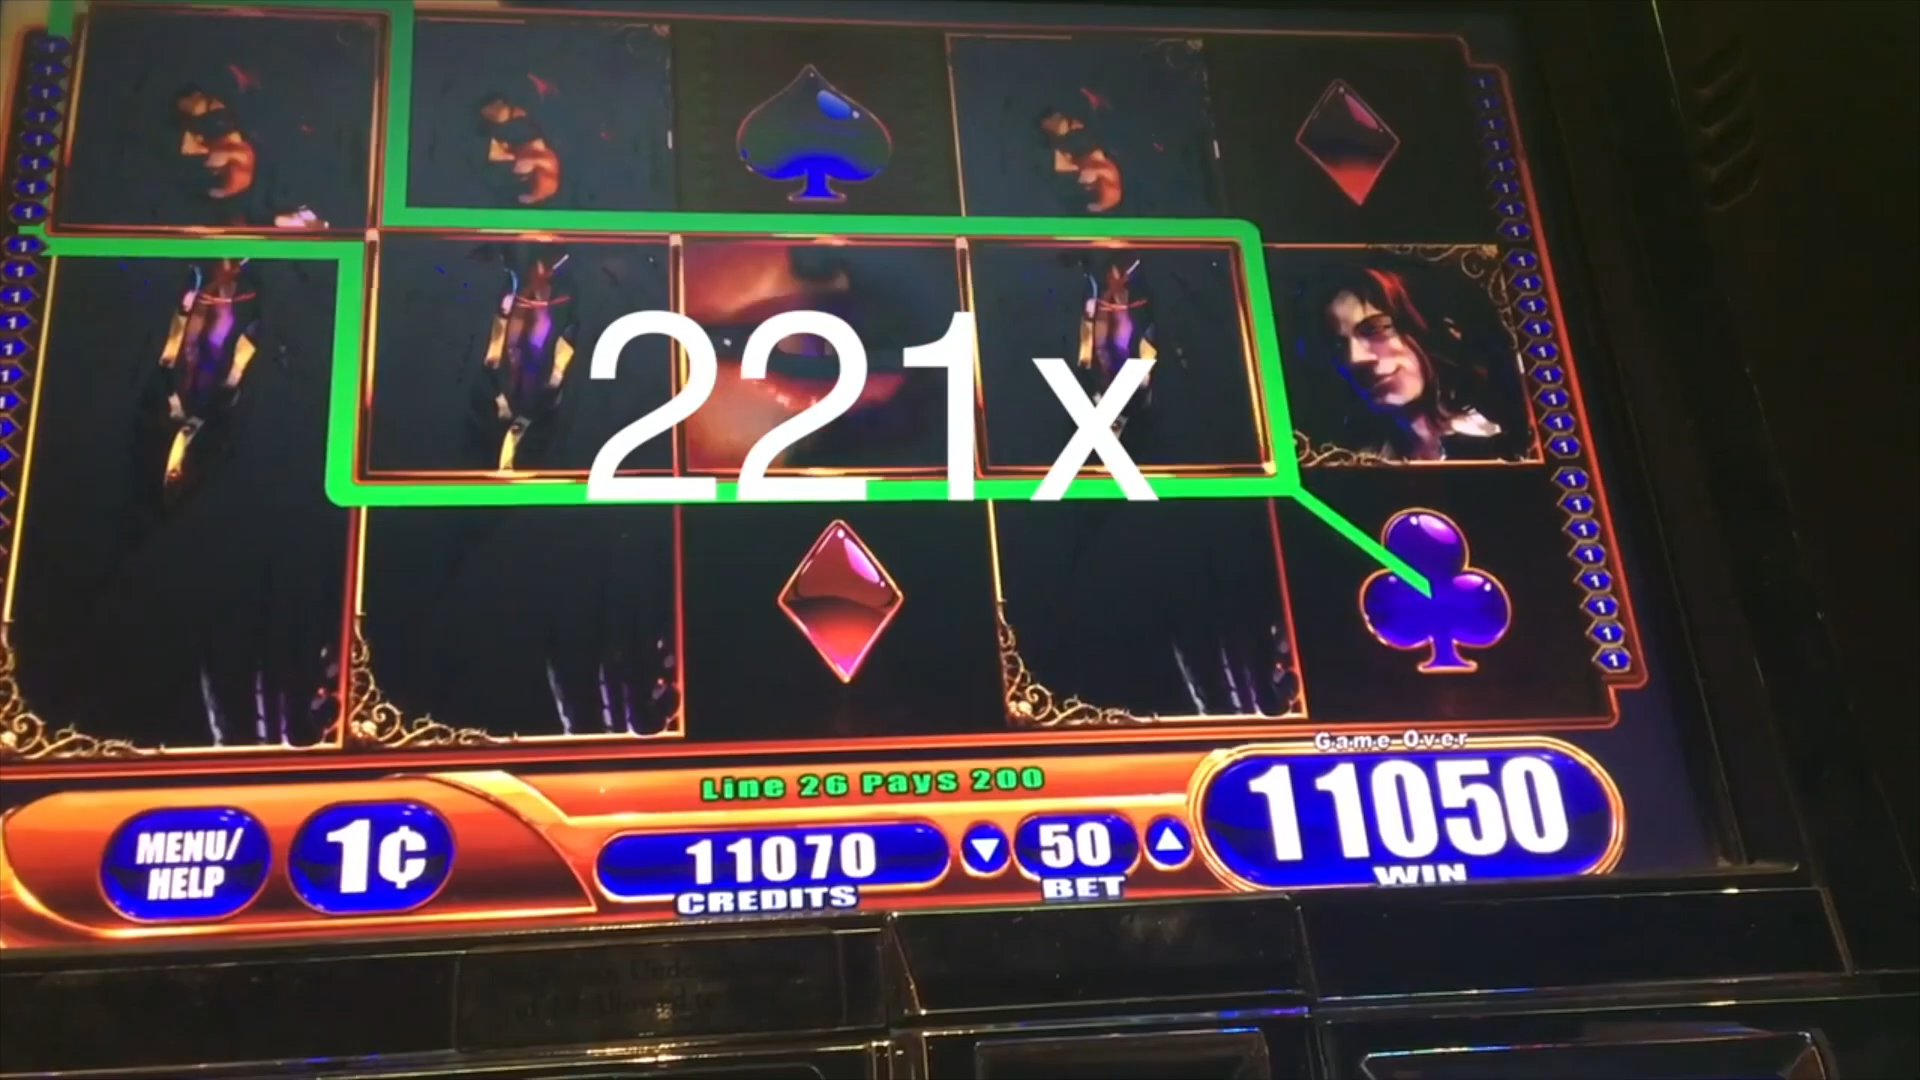 221x
Game Over
Line 26 Pays 200
MENU/
HELP
1¢
11070
CREDITS
50
BET
11050
WIN